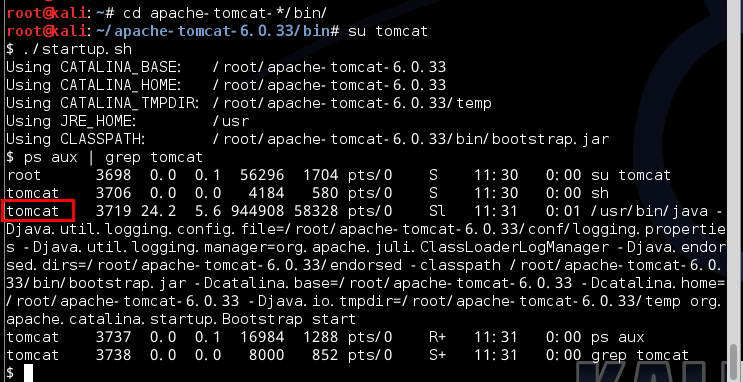 root@kali:~# cd apache-tomcat-*/bin/
root@kali:~/apache-tomcat-6.0.33/bin# su tomcat
$ ./startup.sh
Using CATALINA_BASE:   /root/apache-tomcat-6.0.33
Using CATALINA_HOME:   /root/apache-tomcat-6.0.33
Using CATALINA_TMPDIR: /root/apache-tomcat-6.0.33/temp
Using JRE_HOME:        /usr
Using CLASSPATH:       /root/apache-tomcat-6.0.33/bin/bootstrap.jar
$ ps aux | grep tomcat
root      3698  0.0  0.1  56296  1704 pts/0    S    11:30   0:00 su tomcat
tomcat    3706  0.0  0.0   4184   580 pts/0    S    11:30   0:00 sh
tomcat    3719 24.2  5.6 944908 58328 pts/0    Sl   11:31   0:01 /usr/bin/java -
Djava.util.logging.config.file=/root/apache-tomcat-6.0.33/conf/logging.propertie
s -Djava.util.logging.manager=org.apache.juli.ClassLoaderLogManager -Djava.endor
sed.dirs=/root/apache-tomcat-6.0.33/endorsed -classpath /root/apache-tomcat-6.0.
33/bin/bootstrap.jar -Dcatalina.base=/root/apache-tomcat-6.0.33 -Dcatalina.home=
/root/apache-tomcat-6.0.33 -Djava.io.tmpdir=/root/apache-tomcat-6.0.33/temp org.
apache.catalina.startup.Bootstrap start
tomcat    3737  0.0  0.1  16984  1288 pts/0    R+   11:31   0:00 ps aux
tomcat    3738  0.0  0.0   8000   852 pts/0    S+   11:31   0:00 grep tomcat
$